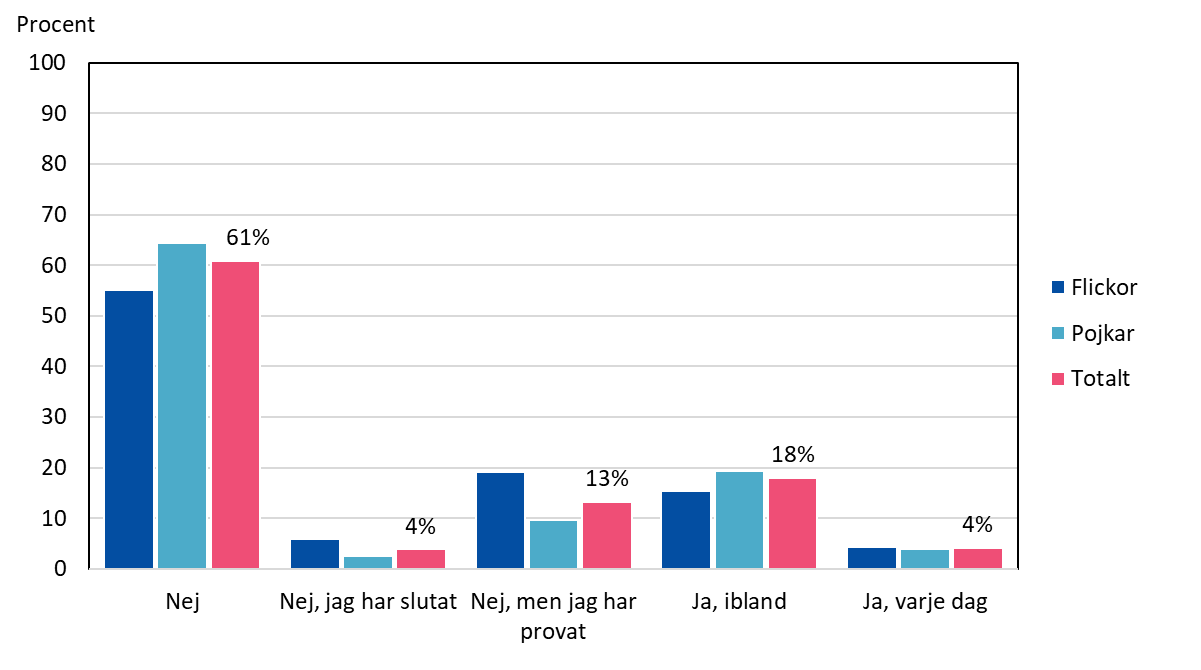 Procent
100
90
80
70
60
50
40
30
20
10
0
61%
4%
13%
18%
4%
Nej
Nej, jag har slutat
Nej, men jag har
provat
Ja, ibland
Ja, varje dag
Flickor
Pojkar
Totalt